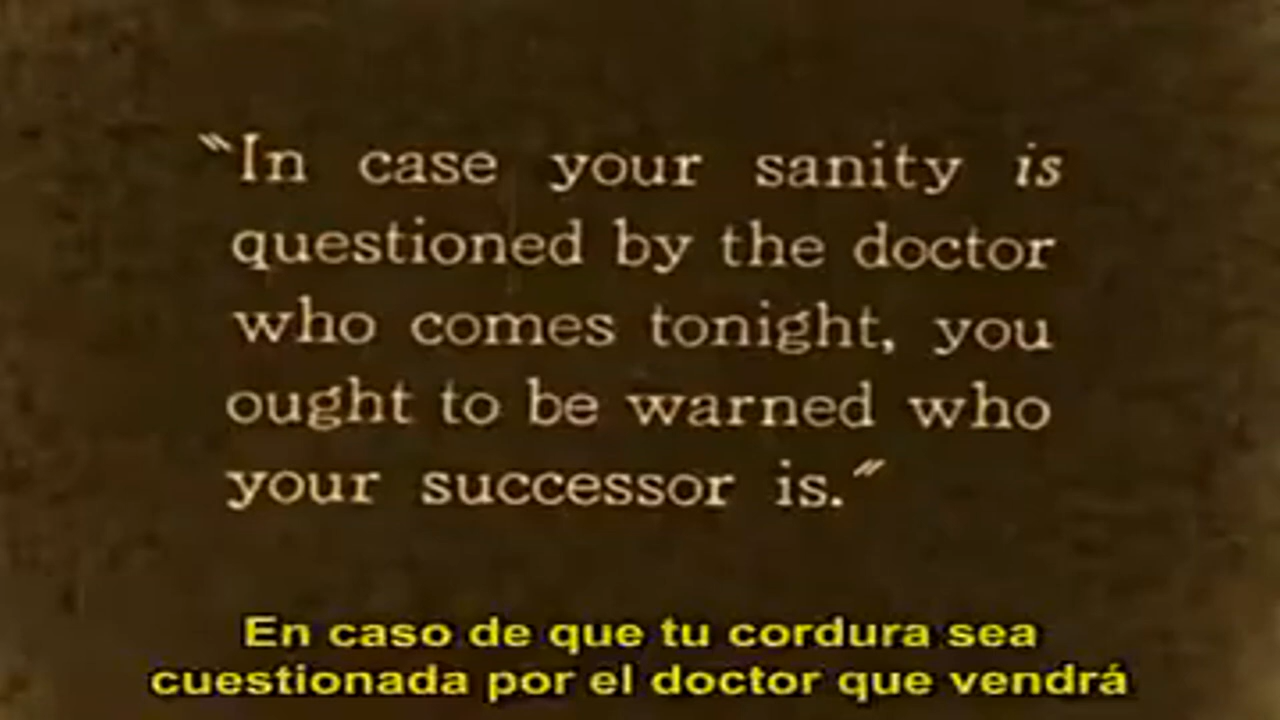 "In case your sanity is
questioned by the doctor
who comes tonight, you
ought to be warned who
your successor is."
En caso de que tu cordura sea
cuestionada por el doctor que vendrá